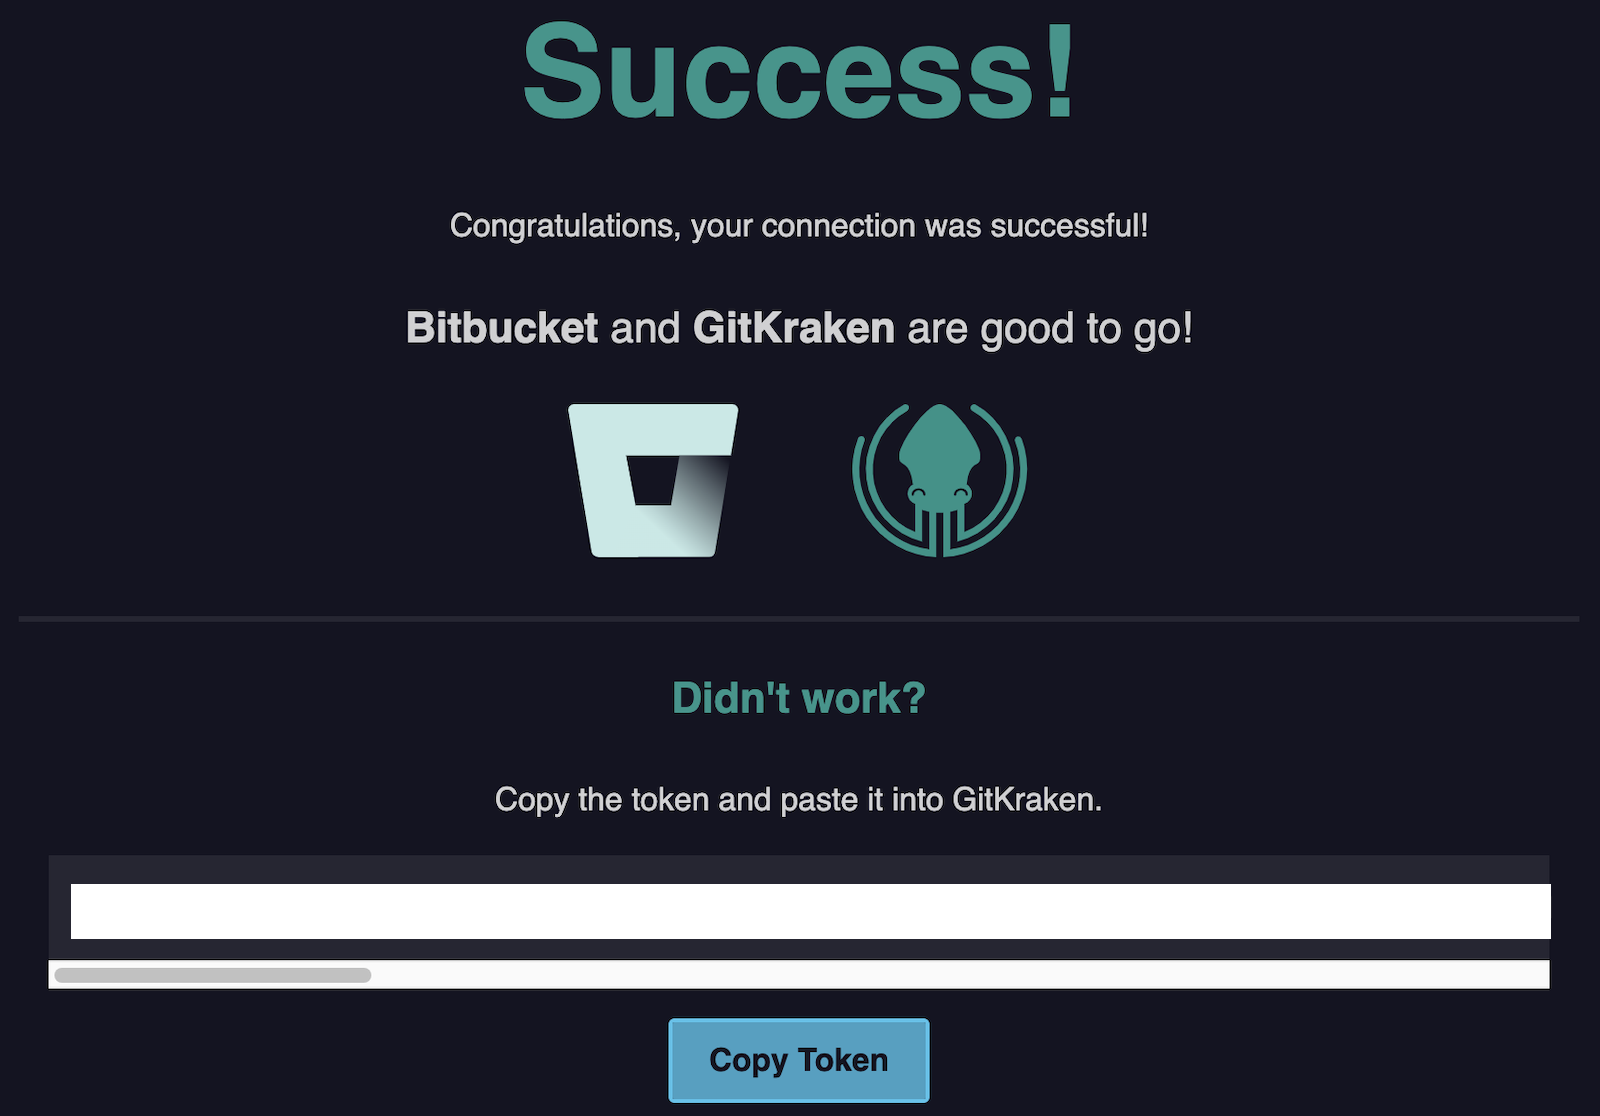 Success!
Congratulations, your connection was successful!
Bitbucket and GitKraken are good to go!
Didn't work?
Copy the token and paste it into GitKraken.
Copy Token